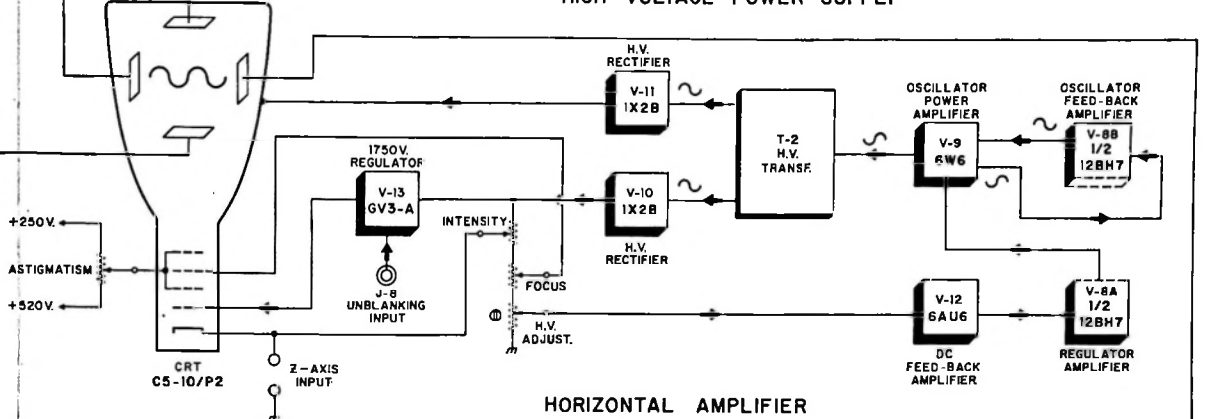 HIGH VOLTAGE POWER SUPPLY
H.V.
RECTIFIER
V-11
1X2B
OSCILLATOR
POWER
AMPLIFIER
V-9
6W6
OSCILLATOR
FEED-BACK
AMPLIFIER
V-8B
1/2
12BH7
T-2
H.V.
TRANSF.
1750V.
REGULATOR
V-13
GV3-A
V-10
1X2B
H.V.
RECTIFIER
INTENSITY
+250V.
ASTIGMATISM
+520V.
J-8
UNBLANKING
INPUT
FOCUS
H.V.
ADJUST.
V-12
6AU6
DC
FEED-BACK
AMPLIFIER
V-8A
1/2
12BH7
REGULATOR
AMPLIFIER
CRT
C5-10/P2
Z-AXIS
INPUT
HORIZONTAL AMPLIFIER